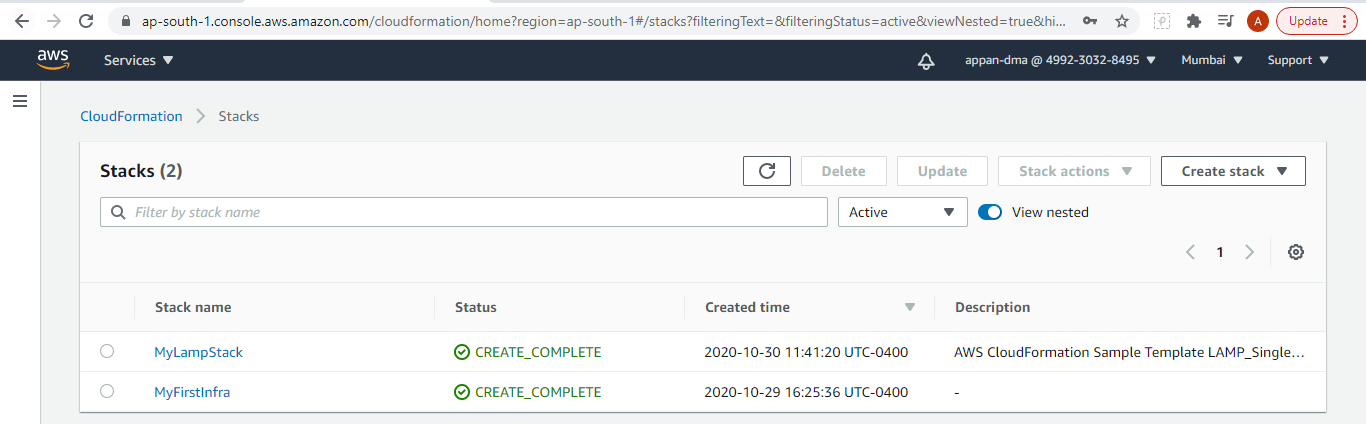 ap-south-1.console.aws.amazon.com/cloudformation/home?region=ap-south-1#/stacks?filteringText=&filteringStatus=active&viewNested=true&hi... A Update
aws Services appan-dma @ 4992-3032-8495 Mumbai Support
CloudFormation Stacks
Stacks (2) Delete Update Stack actions Create stack
Filter by stack name Active View nested
1
Stack name Status Created time Description
MyLampStack CREATE_COMPLETE 2020-10-30 11:41:20 UTC-0400 AWS CloudFormation Sample Template LAMP_Single...
MyFirstInfra CREATE_COMPLETE 2020-10-29 16:25:36 UTC-0400 -